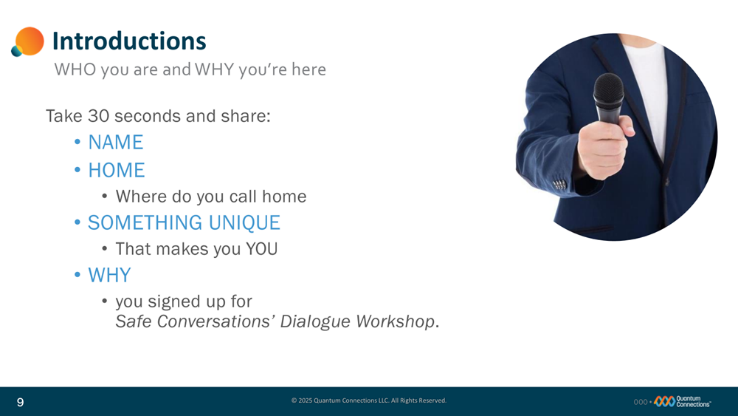 Introductions
WHO you are and WHY you're here
Take 30 seconds and share:
• NAME
• HOME
• Where do you call home
• SOMETHING UNIQUE
• That makes you YOU
• WHY
• you signed up for
Safe Conversations' Dialogue Workshop.
9
© 2025 Quantum Connections LLC. All Rights Reserved.
Quantum
Connections™